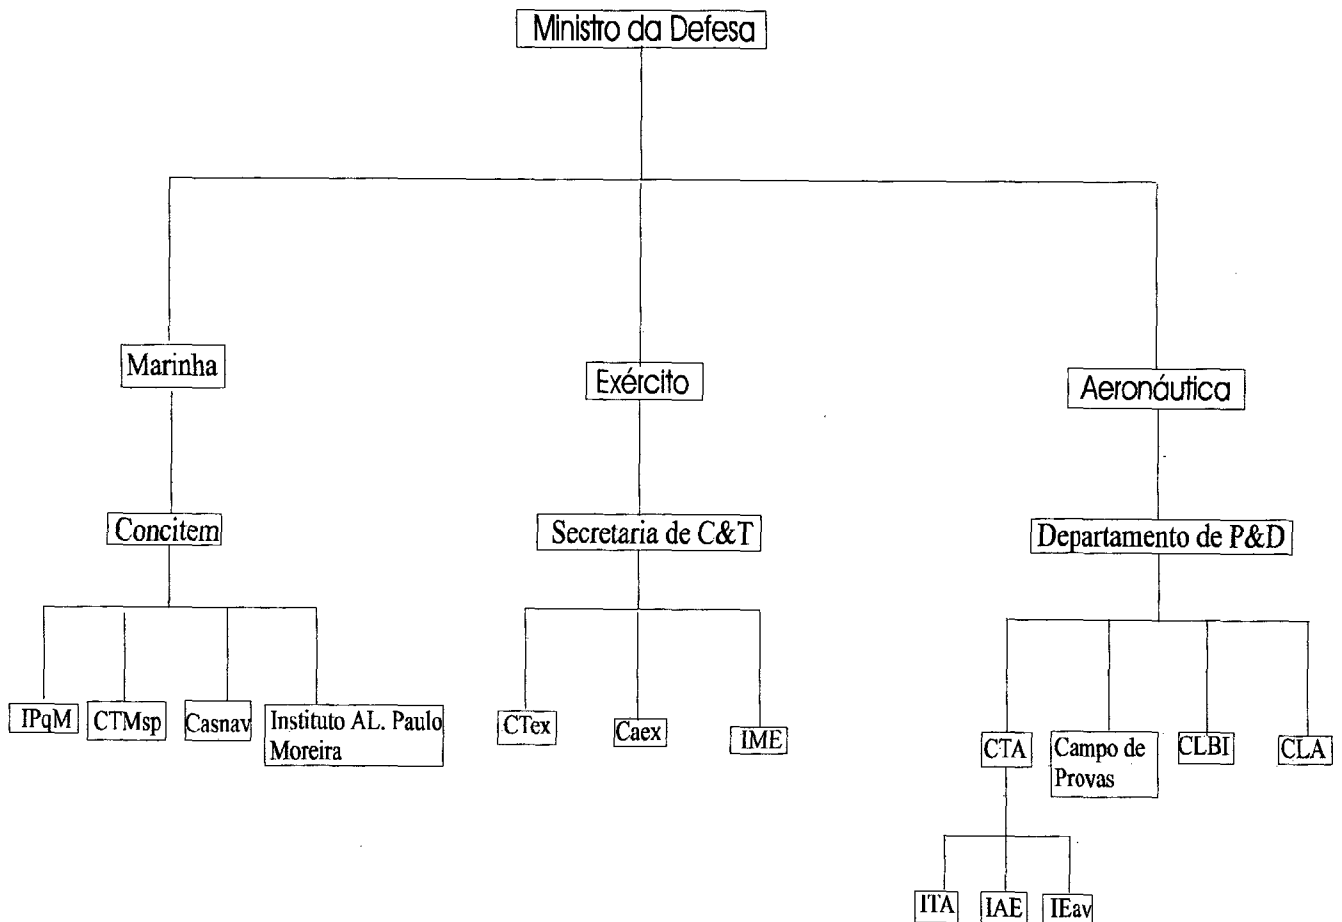 Ministro da Defesa
Marinha
Exército
Aeronáutica
Concitem
Secretaria de C&T
Departamento de P&D
IPqM
CTMsp
Casnav
Instituto AL. Paulo
Moreira
CTex
Caex
IME
CTA
Campo de
Provas
CLBI
CLA
ITA
IAE
IEav